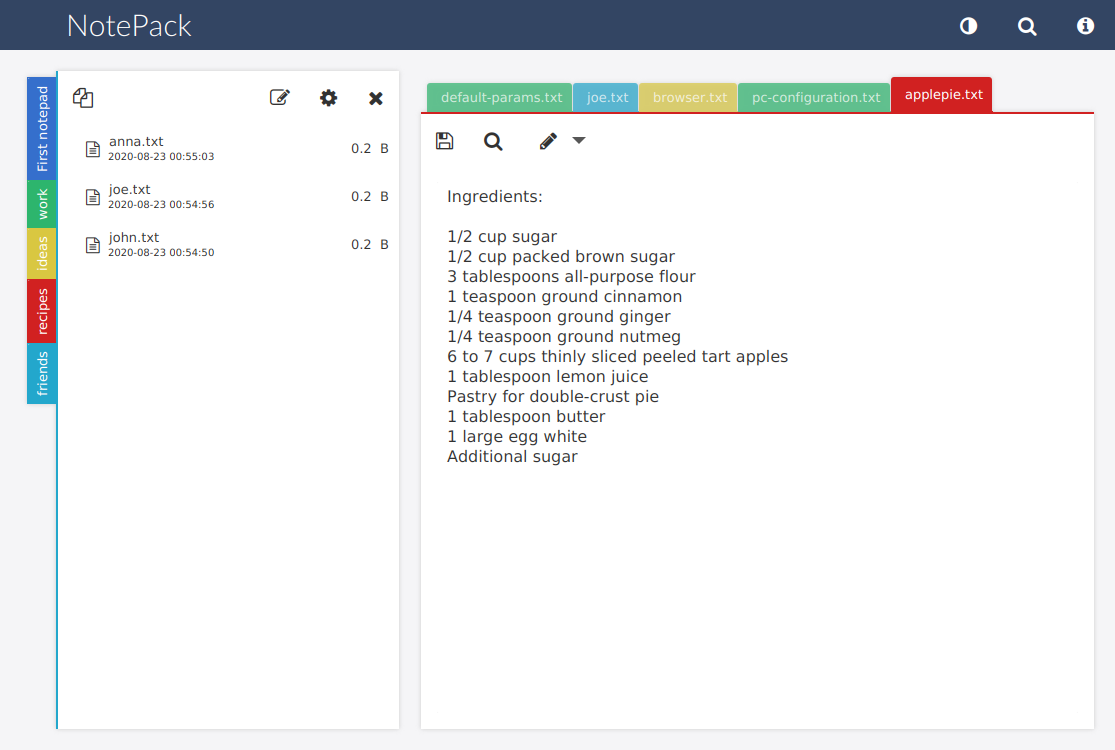 NotePack
First notepad
work
ideas
recipes
friends
anna.txt
2020-08-23 00:55:03
0.2 B
joe.txt
2020-08-23 00:54:56
0.2 B
john.txt
2020-08-23 00:54:50
0.2 B
default-params.txt
joe.txt
browser.txt
pc-configuration.txt
applepie.txt
Ingredients:
1/2 cup sugar
1/2 cup packed brown sugar
3 tablespoons all-purpose flour
1 teaspoon ground cinnamon
1/4 teaspoon ground ginger
1/4 teaspoon ground nutmeg
6 to 7 cups thinly sliced peeled tart apples
1 tablespoon lemon juice
Pastry for double-crust pie
1 tablespoon butter
1 large egg white
Additional sugar